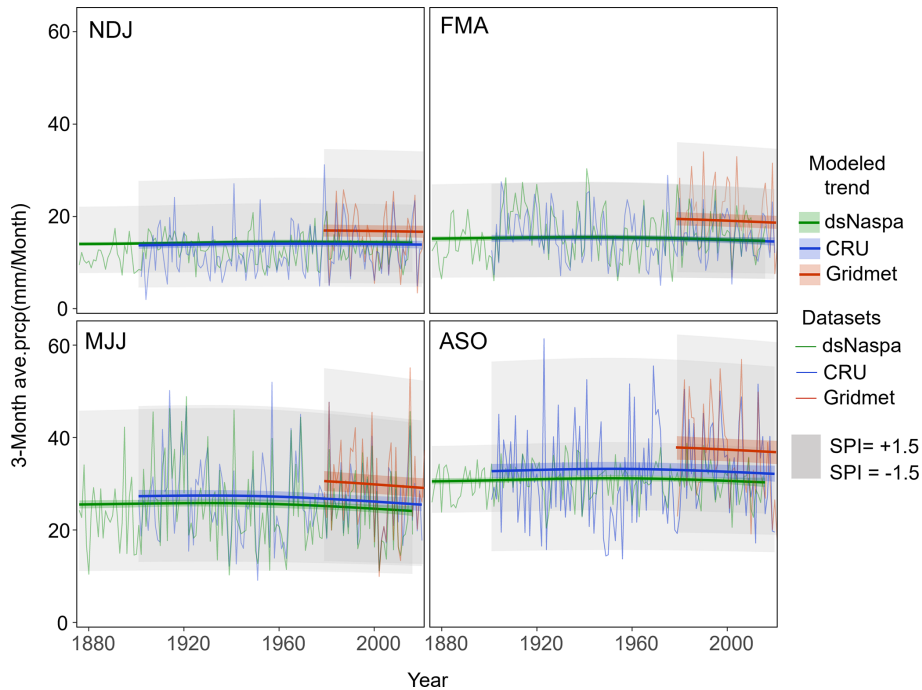 NDJ
FMA
60
40
20
0
MJJ
ASO
60
40
20
0
3-Month ave.prcp(mm/Month)
1880
1920
1960
2000
1880
1920
1960
2000
Year
Modeled
trend
dsNaspa
CRU
Gridmet
Datasets
dsNaspa
CRU
Gridmet
SPI= +1.5
SPI = -1.5